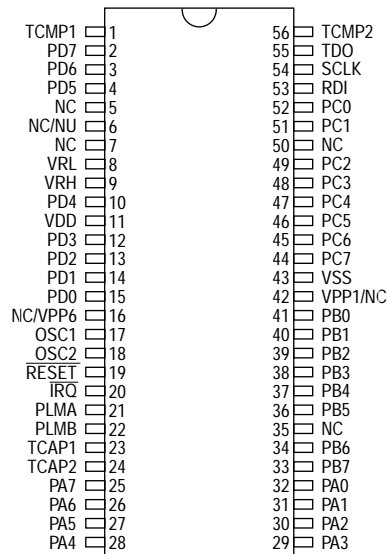 TCMP1 1 56 TCMP2
PD7 2 55 TDO
PD6 3 54 SCLK
PD5 4 53 RDI
NC 5 52 PC0
NC/NU 6 51 PC1
NC 7 50 NC
VRL 8 49 PC2
VRH 9 48 PC3
PD4 10 47 PC4
VDD 11 46 PC5
PD3 12 45 PC6
PD2 13 44 PC7
PD1 14 43 VSS
PD0 15 42 VPP1/NC
NC/VPP6 16 41 PB0
OSC1 17 40 PB1
OSC2 18 39 PB2
RESET 19 38 PB3
IRQ 20 37 PB4
PLMA 21 36 PB5
PLMB 22 35 NC
TCAP1 23 34 PB6
TCAP2 24 33 PB7
PA7 25 32 PA0
PA6 26 31 PA1
PA5 27 30 PA2
PA4 28 29 PA3